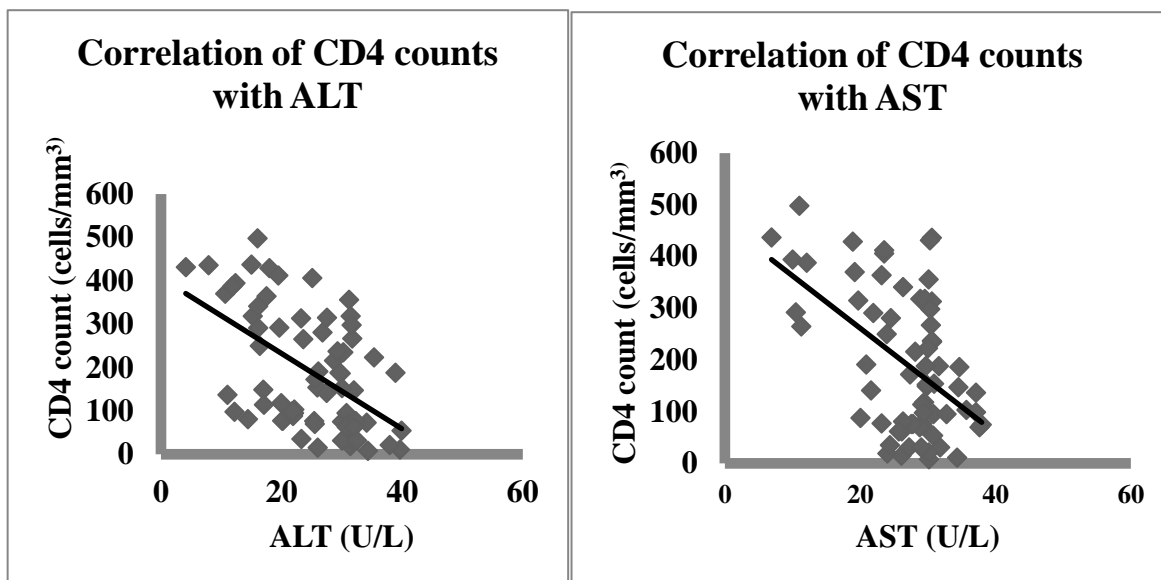 Correlation of CD4 counts
with ALT
CD4 count (cells/mm³)
600
500
400
300
200
100
0
0 20 40 60
ALT (U/L)
Correlation of CD4 counts
with AST
CD4 count (cells/mm³)
600
500
400
300
200
100
0
0 20 40 60
AST (U/L)